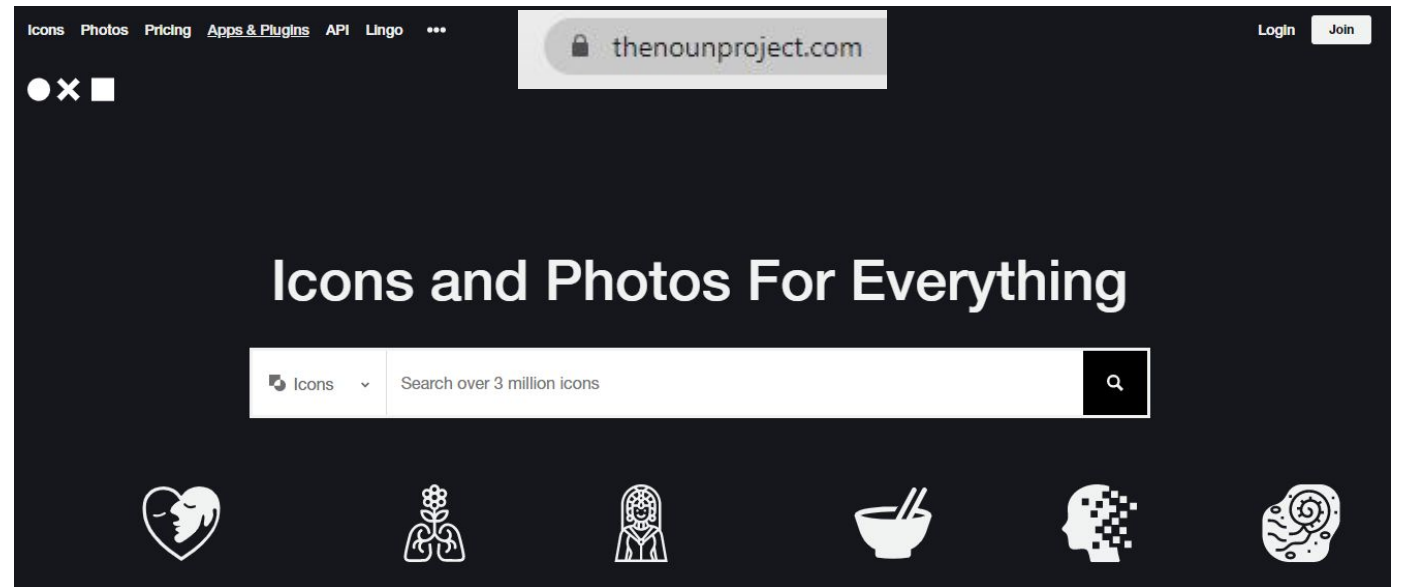 Icons Photos Pricing Apps & Plugins API Lingo •••
thenounproject.com
Login Join
Icons and Photos For Everything
Icons Search over 3 million icons